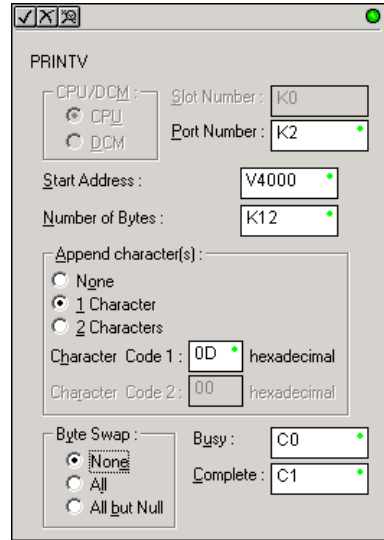 PRINTV
CPU/DCM : Slot Number : K0
CPU
DCM Port Number : K2
Start Address : V4000
Number of Bytes : K12
Append character(s) :
None
1 Character
2 Characters
Character Code 1 : 0D hexadecimal
Character Code 2 : 00 hexadecimal
Byte Swap : Busy : C0
None
All Complete : C1
All but Null